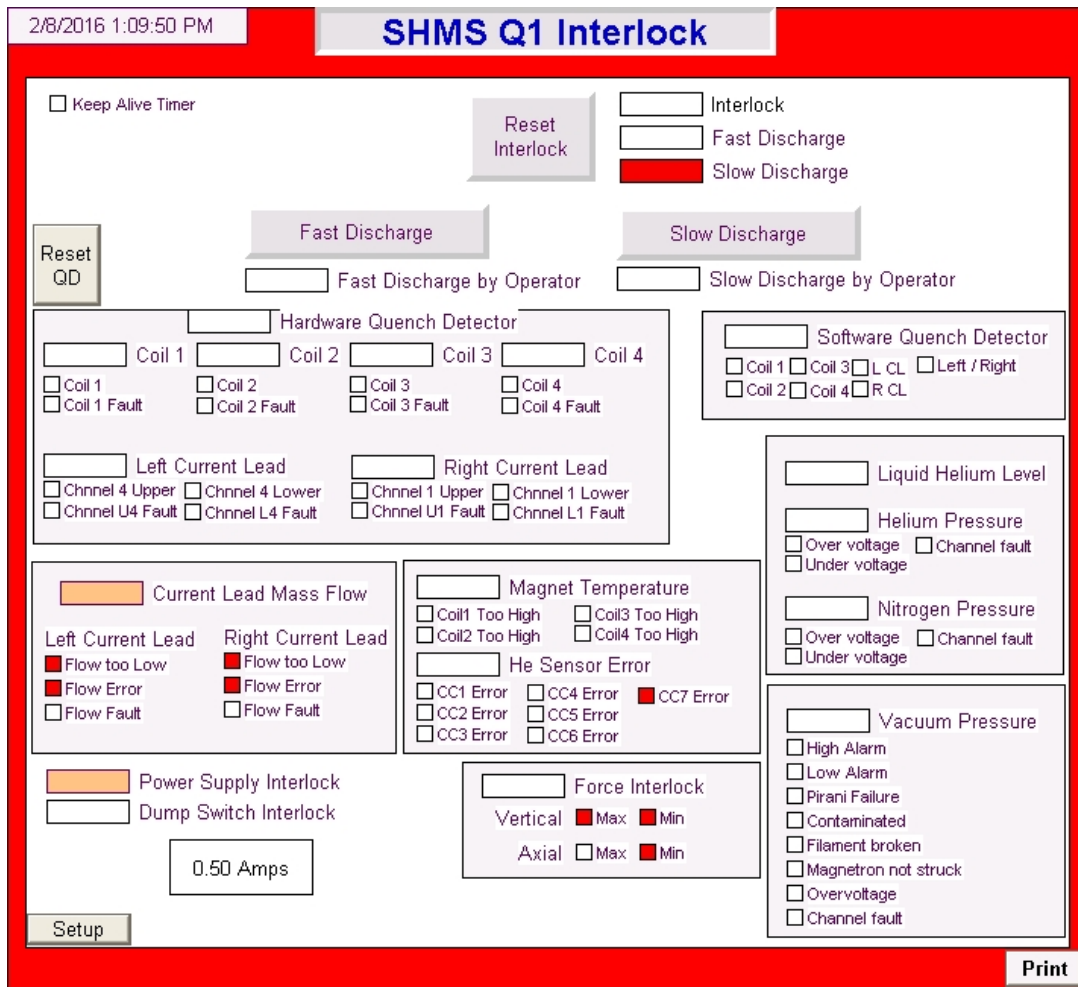 2/8/2016 1:09:50 PM
SHMS Q1 Interlock
Keep Alive Timer
Reset
Interlock
Interlock
Fast Discharge
Slow Discharge
Reset
QD
Fast Discharge
Slow Discharge
Fast Discharge by Operator
Slow Discharge by Operator
Hardware Quench Detector
Coil 1 Coil 2 Coil 3 Coil 4
Coil 1 Coil 2 Coil 3 Coil 4
Coil 1 Fault Coil 2 Fault Coil 3 Fault Coil 4 Fault
Left Current Lead Right Current Lead
Chnnel 4 Upper Chnnel 4 Lower Chnnel 1 Upper Chnnel 1 Lower
Chnnel U4 Fault Chnnel L4 Fault Chnnel U1 Fault Chnnel L1 Fault
Software Quench Detector
Coil 1 Coil 3 L CL Left / Right
Coil 2 Coil 4 R CL
Liquid Helium Level
Helium Pressure
Over voltage Channel fault
Under voltage
Nitrogen Pressure
Over voltage Channel fault
Under voltage
Current Lead Mass Flow
Left Current Lead Right Current Lead
Flow too Low Flow too Low
Flow Error Flow Error
Flow Fault Flow Fault
Magnet Temperature
Coil1 Too High Coil3 Too High
Coil2 Too High Coil4 Too High
He Sensor Error
CC1 Error CC4 Error CC7 Error
CC2 Error CC5 Error
CC3 Error CC6 Error
Vacuum Pressure
High Alarm
Low Alarm
Pirani Failure
Contaminated
Filament broken
Magnetron not struck
Overvoltage
Channel fault
Power Supply Interlock
Dump Switch Interlock
0.50 Amps
Force Interlock
Vertical Max Min
Axial Max Min
Setup
Print